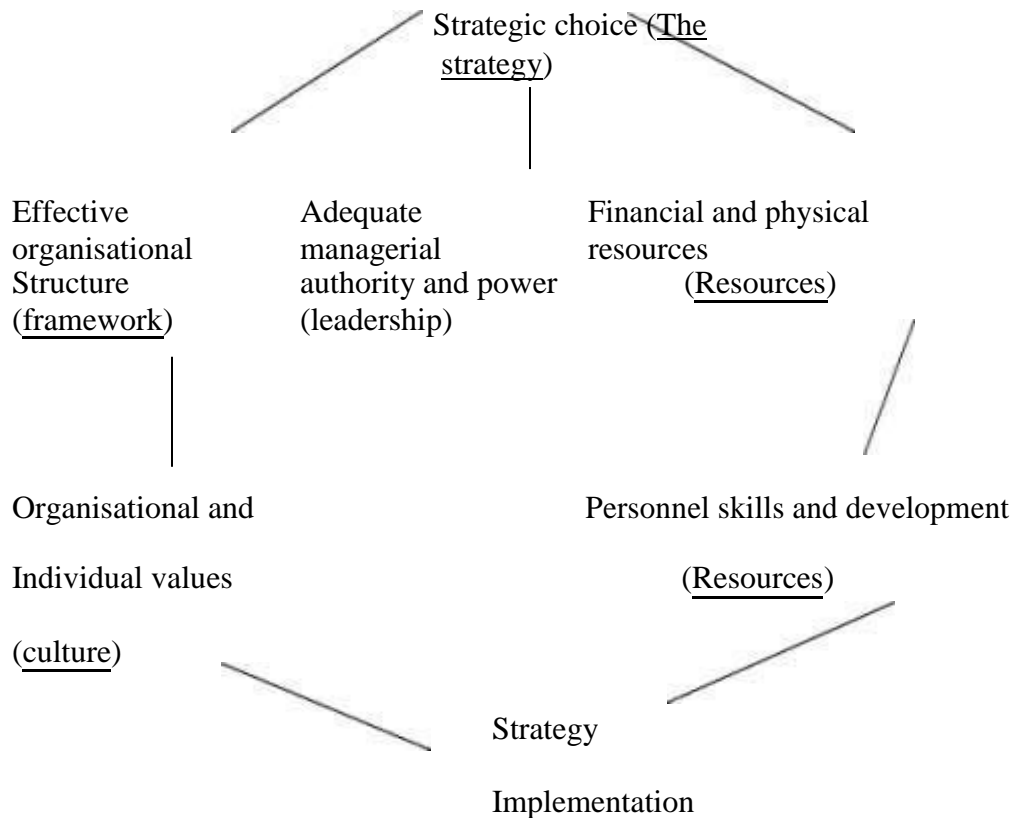 Strategic choice (The
strategy)
Effective
organisational
Structure
(framework)
Adequate
managerial
authority and power
(leadership)
Financial and physical
resources
(Resources)
Organisational and
Individual values
(culture)
Personnel skills and development
(Resources)
Strategy
Implementation